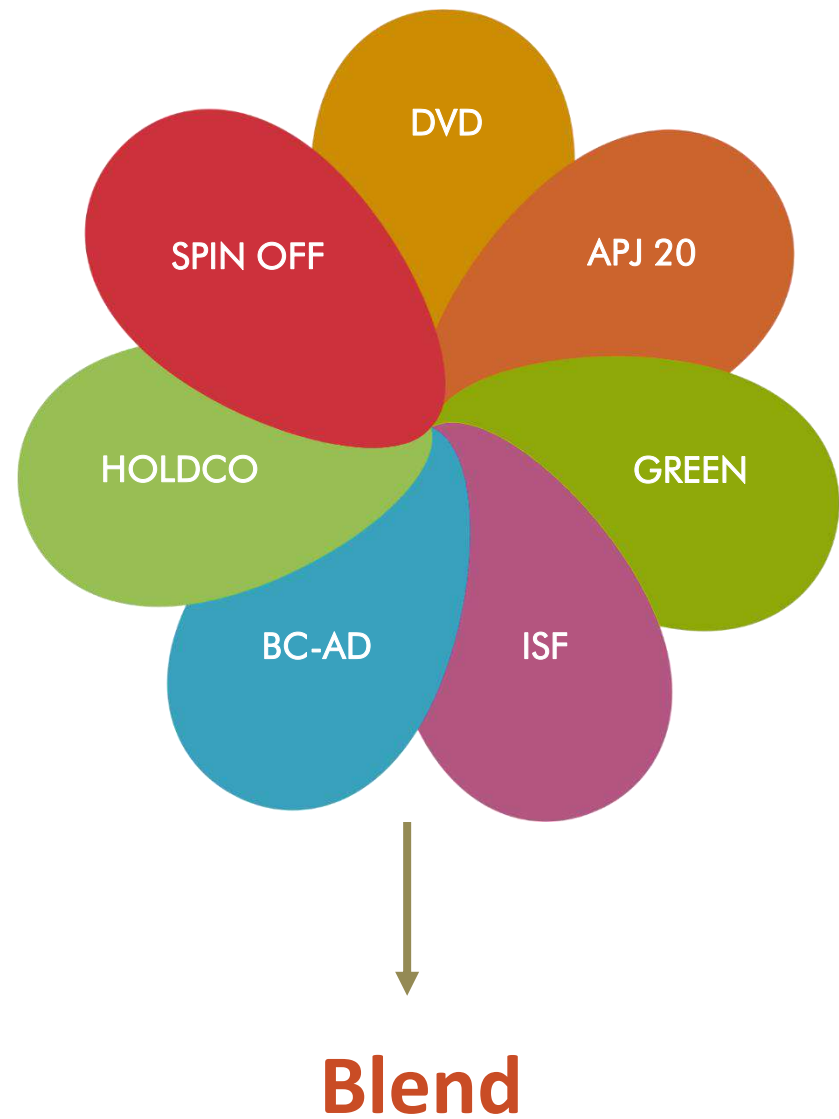 DVD
APJ 20
SPIN OFF
GREEN
HOLDCO
ISF
BC-AD
Blend